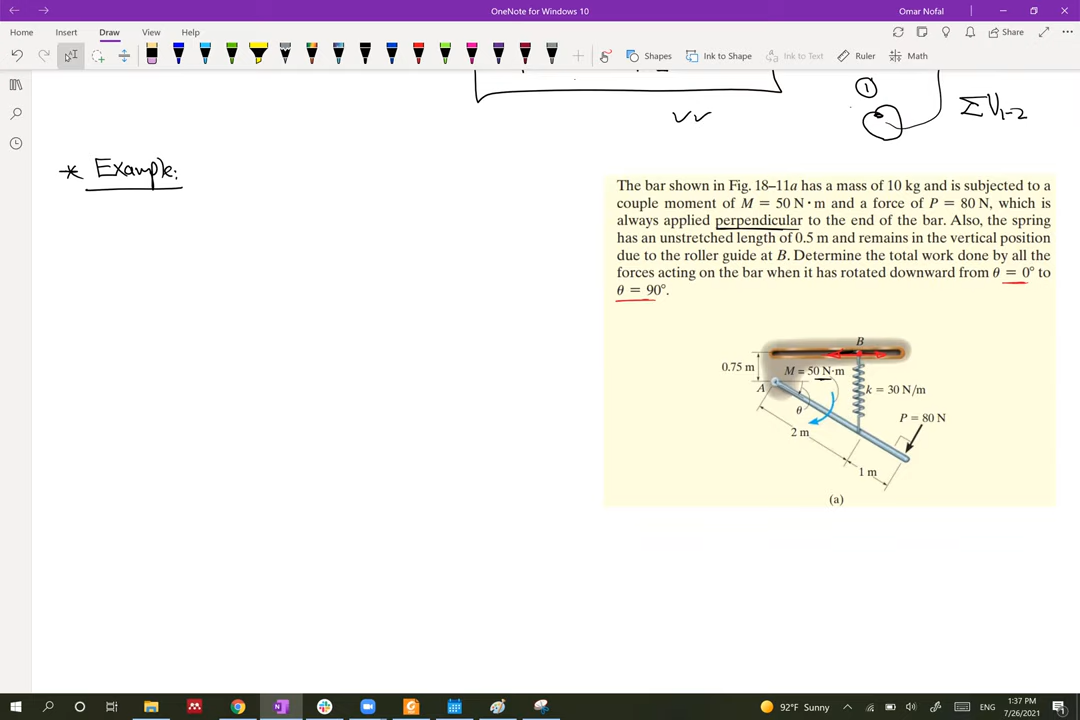 OneNote for Windows 10
Omar Nofal
Home Insert Draw View Help
Share
Shapes
Ink to Shape
Ink to Text
Ruler
Math
①
ΣU1-2
* Example:
The bar shown in Fig. 18–11a has a mass of 10 kg and is subjected to a
couple moment of M = 50 N·m and a force of P = 80 N, which is
always applied perpendicular to the end of the bar. Also, the spring
has an unstretched length of 0.5 m and remains in the vertical position
due to the roller guide at B. Determine the total work done by all the
forces acting on the bar when it has rotated downward from θ = 0° to
θ = 90°.
B
0.75 m
M = 50 N·m
A
k = 30 N/m
θ
P = 80 N
2 m
1 m
(a)
92°F Sunny
ENG
1:37 PM
7/26/2021